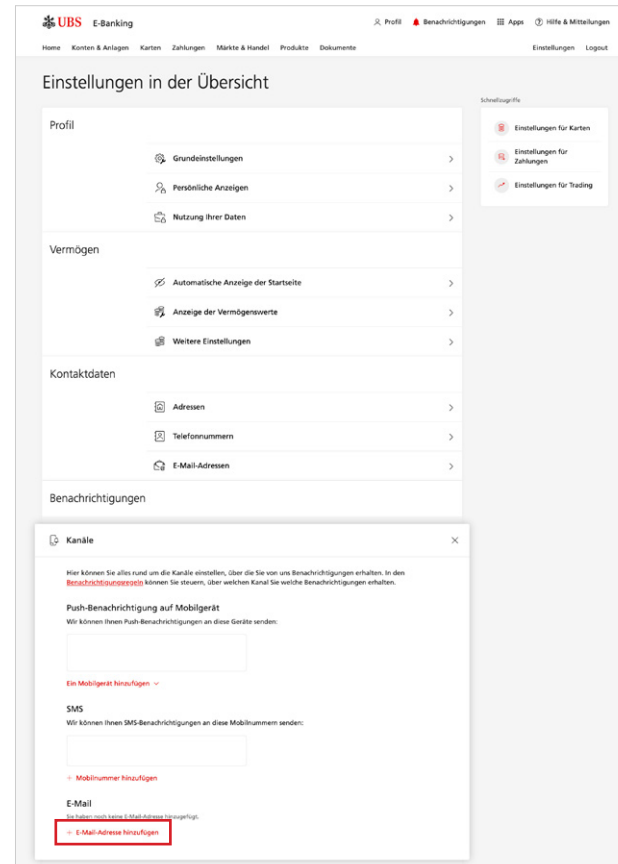 UBS E-Banking
Profil Benachrichtigungen Apps Hilfe & Mitteilungen
Home Konten & Anlagen Karten Zahlungen Märkte & Handel Produkte Dokumente Einstellungen Logout
Einstellungen in der Übersicht
Schnellzugriffe
Einstellungen für Karten
Einstellungen für
Zahlungen
Einstellungen für Trading
Profil
Grundeinstellungen
Persönliche Anzeigen
Nutzung Ihrer Daten
Vermögen
Automatische Anzeige der Startseite
Anzeige der Vermögenswerte
Weitere Einstellungen
Kontaktdaten
Adressen
Telefonnummern
E-Mail-Adressen
Benachrichtigungen
Kanäle
Hier können Sie alles rund um die Kanäle einstellen, über die Sie von uns Benachrichtigungen erhalten. In den
Benachrichtigungsregeln können Sie steuern, über welchen Kanal Sie welche Benachrichtigungen erhalten.
Push-Benachrichtigung auf Mobilgerät
Wir können Ihnen Push-Benachrichtigungen an diese Geräte senden:
Ein Mobilgerät hinzufügen
SMS
Wir können Ihnen SMS-Benachrichtigungen an diese Mobilnummern senden:
+ Mobilnummer hinzufügen
E-Mail
Sie haben noch keine E-Mail-Adresse hinzugefügt.
+ E-Mail-Adresse hinzufügen